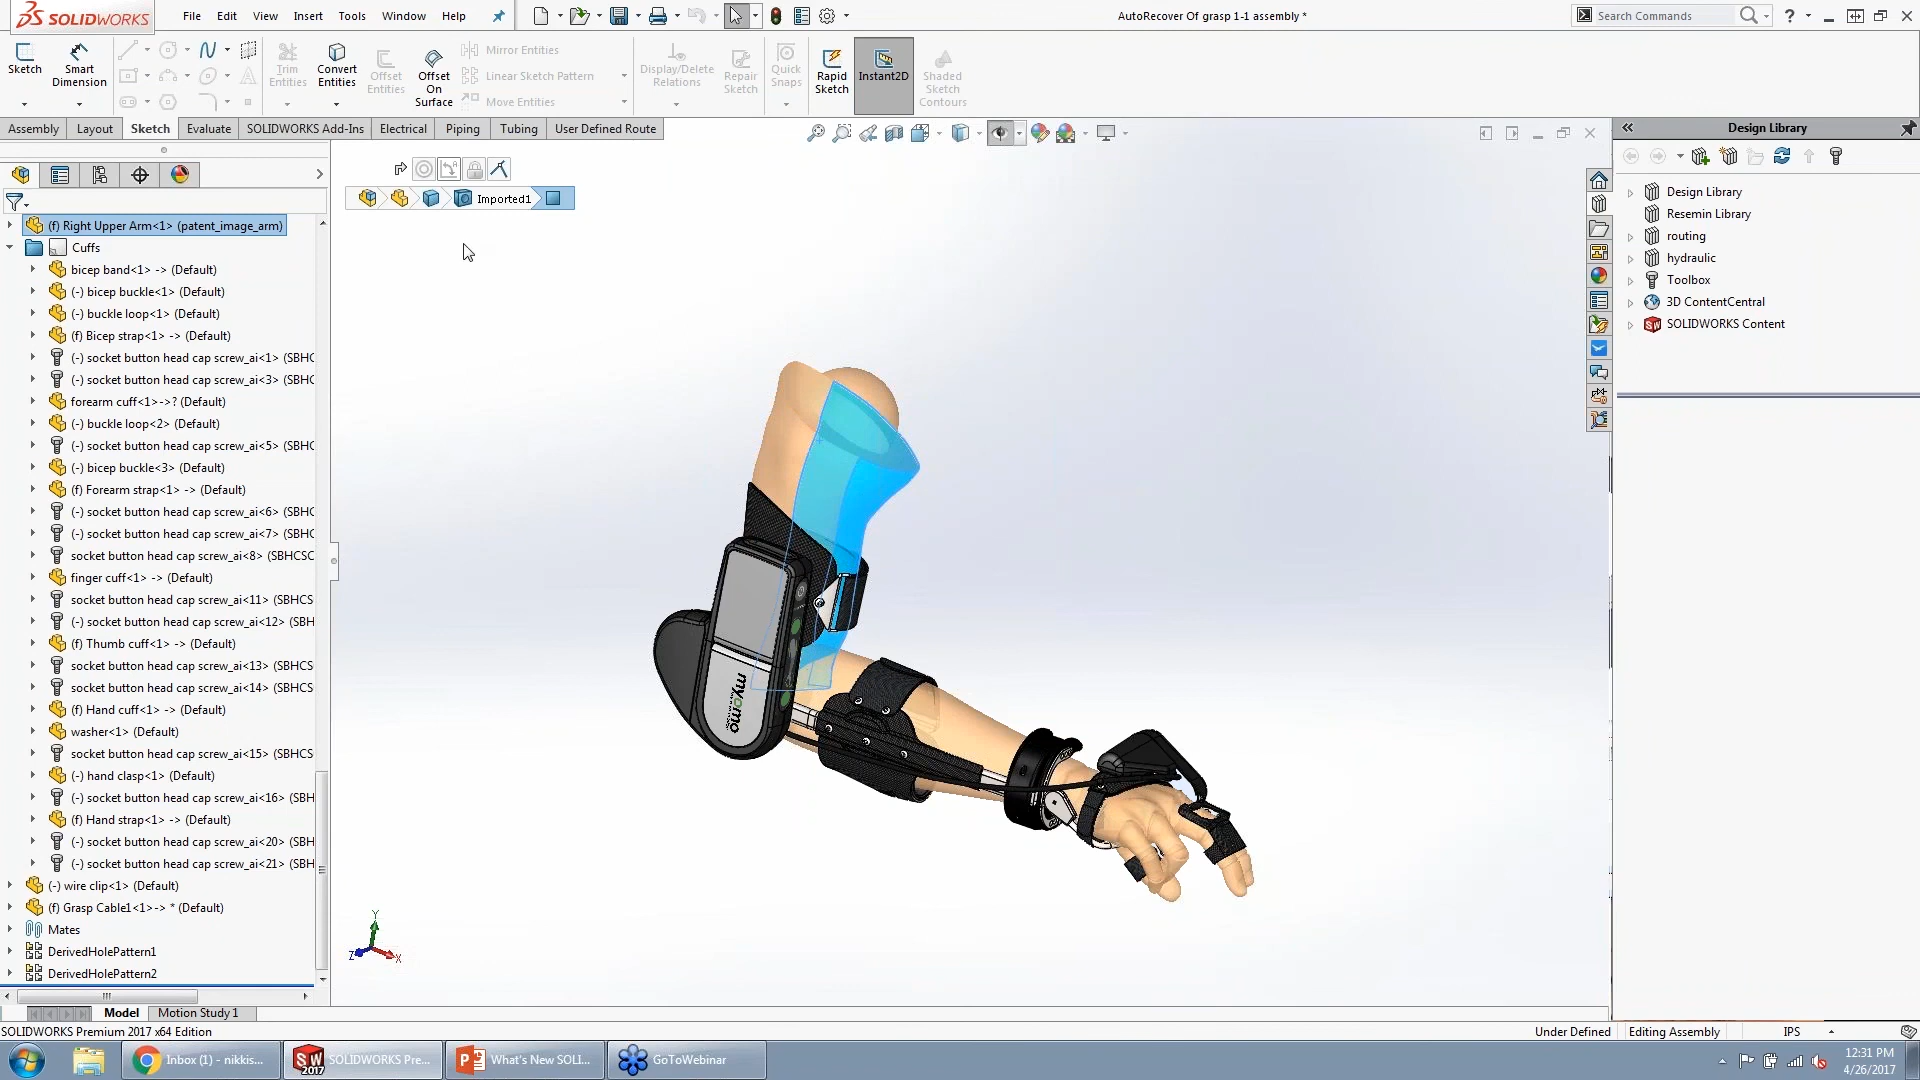 SOLIDWORKS
File Edit View Insert Tools Window Help
AutoRecover Of grasp 1-1 assembly *
Search Commands
Sketch
Smart Dimension
Trim Entities
Convert Entities
Offset Entities
Offset On Surface
Mirror Entities
Linear Sketch Pattern
Move Entities
Display/Delete Relations
Repair Sketch
Quick Snaps
Rapid Sketch
Instant2D
Shaded Sketch Contours
Assembly Layout Sketch Evaluate SOLIDWORKS Add-Ins Electrical Piping Tubing User Defined Route
Imported1
(f) Right Upper Arm<1> (patent_image_arm)
Cuffs
bicep band<1> -> (Default)
(-) bicep buckle<1> (Default)
(-) buckle loop<1> (Default)
(f) Bicep strap<1> -> (Default)
(-) socket button head cap screw_ai<1> (SBHC
(-) socket button head cap screw_ai<3> (SBHC
forearm cuff<1>->? (Default)
(-) buckle loop<2> (Default)
(-) socket button head cap screw_ai<5> (SBHC
(-) bicep buckle<3> (Default)
(f) Forearm strap<1> -> (Default)
(-) socket button head cap screw_ai<6> (SBHC
(-) socket button head cap screw_ai<7> (SBHC
socket button head cap screw_ai<8> (SBHCSC
finger cuff<1> -> (Default)
socket button head cap screw_ai<11> (SBHCS
(-) socket button head cap screw_ai<12> (SBH
(f) Thumb cuff<1> -> (Default)
socket button head cap screw_ai<13> (SBHCS
socket button head cap screw_ai<14> (SBHCS
(f) Hand cuff<1> -> (Default)
washer<1> (Default)
socket button head cap screw_ai<15> (SBHCS
(-) hand clasp<1> (Default)
(-) socket button head cap screw_ai<16> (SBH
(f) Hand strap<1> -> (Default)
(-) socket button head cap screw_ai<20> (SBH
(-) socket button head cap screw_ai<21> (SBH
(-) wire clip<1> (Default)
(f) Grasp Cable1<1>-> * (Default)
Mates
DerivedHolePattern1
DerivedHolePattern2
myomo
Y
Z
X
Design Library
Design Library
Resemin Library
routing
hydraulic
Toolbox
3D ContentCentral
SOLIDWORKS Content
Model Motion Study 1
SOLIDWORKS Premium 2017 x64 Edition
Under Defined Editing Assembly IPS
Inbox (1) - nikkis...
SW 2017 SOLIDWORKS Pre...
What's New SOLI...
GoToWebinar
12:31 PM
4/26/2017